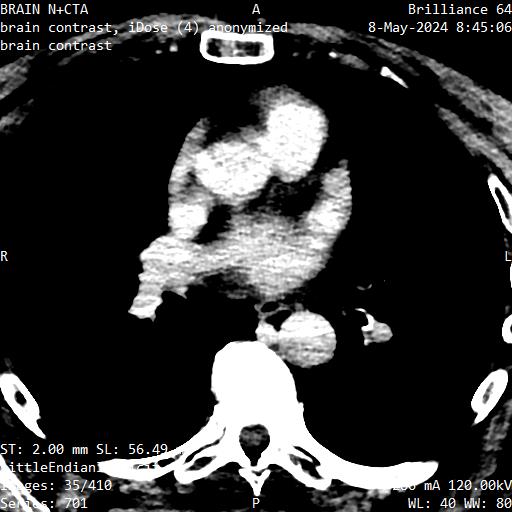 BRAIN N+CTA
A
Brilliance 64
brain contrast, iDose (4) anonymized
8-May-2024 8:45:06
brain contrast
R
L
ST: 2.00 mm SL: 56.49
Images: 35/410
mA 120.00kV
Series: 701
P
WL: 40 WW: 80